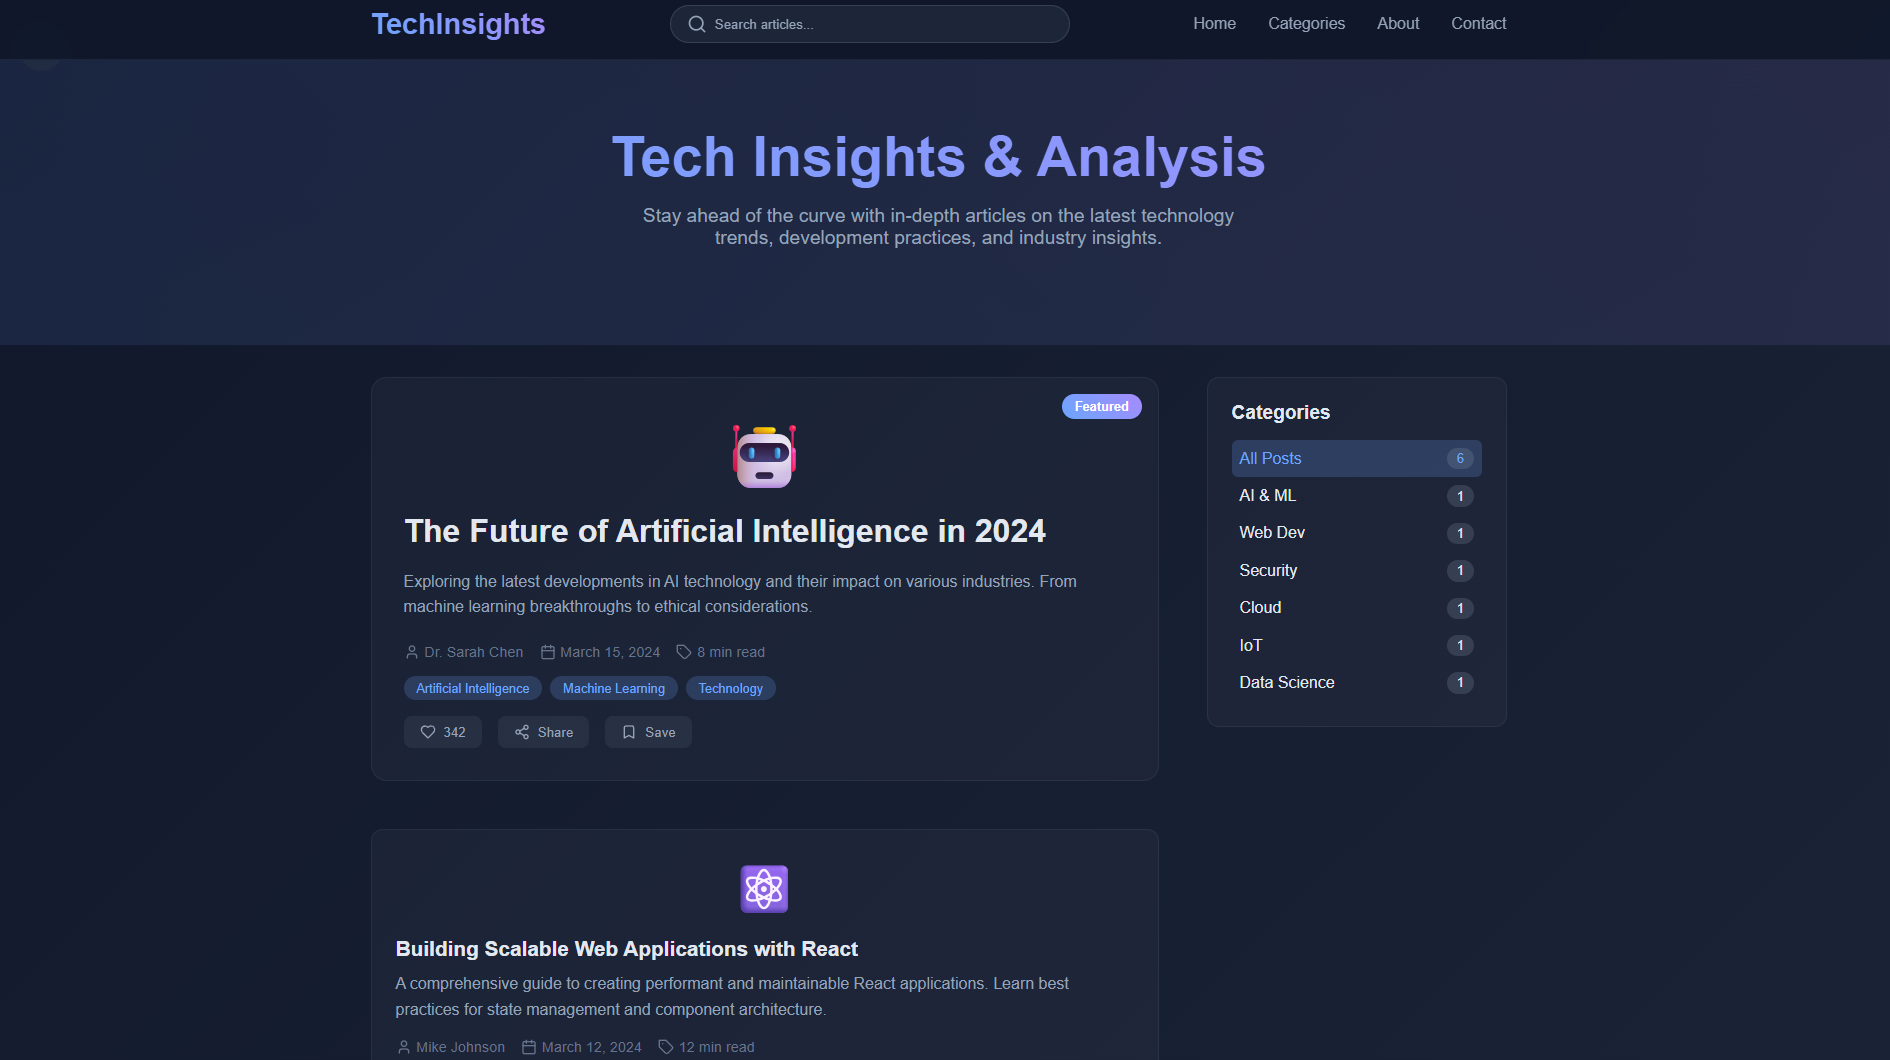 TechInsights
Search articles...
Home
Categories
About
Contact
Tech Insights & Analysis
Stay ahead of the curve with in-depth articles on the latest technology
trends, development practices, and industry insights.
Featured
The Future of Artificial Intelligence in 2024
Exploring the latest developments in AI technology and their impact on various industries. From
machine learning breakthroughs to ethical considerations.
Dr. Sarah Chen March 15, 2024 8 min read
Artificial Intelligence Machine Learning Technology
342 Share Save
Building Scalable Web Applications with React
A comprehensive guide to creating performant and maintainable React applications. Learn best
practices for state management and component architecture.
Mike Johnson March 12, 2024 12 min read
Categories
All Posts 6
AI & ML 1
Web Dev 1
Security 1
Cloud 1
IoT 1
Data Science 1